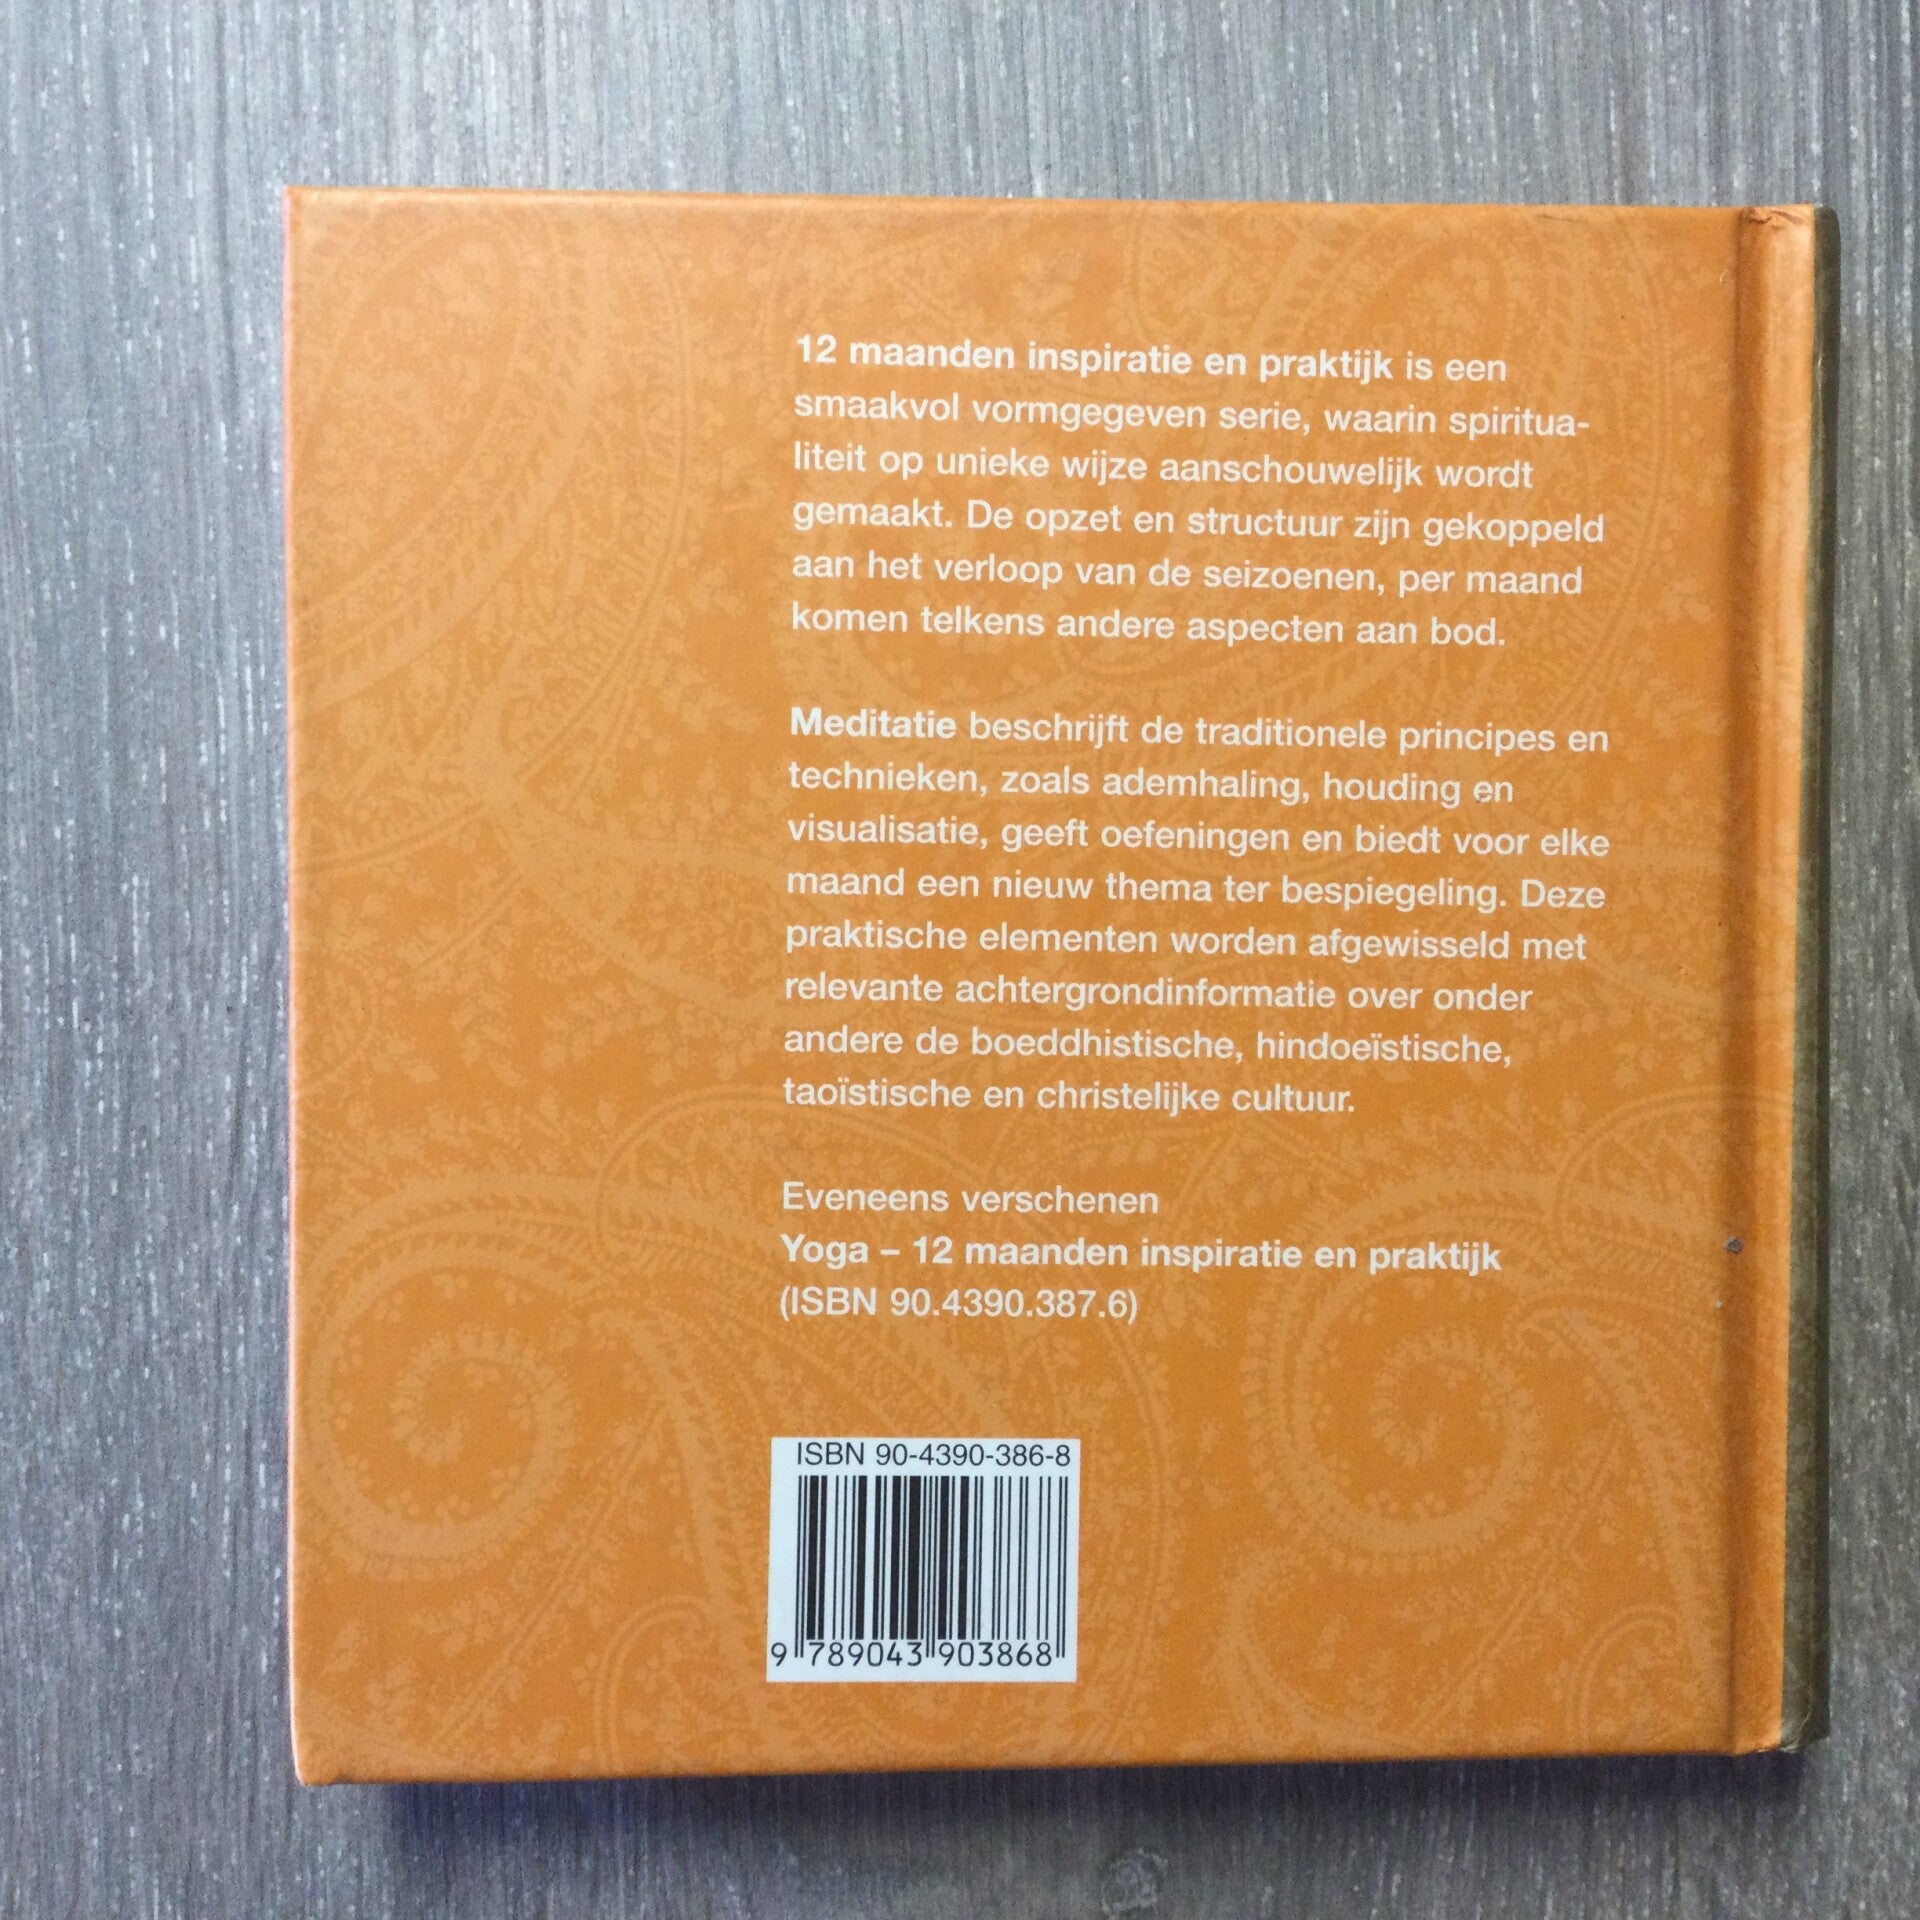 12 maanden inspiratie en praktijk is een
smaakvol vormgegeven serie, waarin spiritua-
liteit op unieke wijze aanschouwelijk wordt
gemaakt. De opzet en structuur zijn gekoppeld
aan het verloop van de seizoenen, per maand
komen telkens andere aspecten aan bod.
Meditatie beschrijft de traditionele principes en
technieken, zoals ademhaling, houding en
visualisatie, geeft oefeningen en biedt voor elke
maand een nieuw thema ter bespiegeling. Deze
praktische elementen worden afgewisseld met
relevante achtergrondinformatie over onder
andere de boeddhistische, hindoeïstische,
taoïstische en christelijke cultuur.
Eveneens verschenen
Yoga – 12 maanden inspiratie en praktijk
(ISBN 90.4390.387.6)
ISBN 90-4390-386-8
9 789043 903868